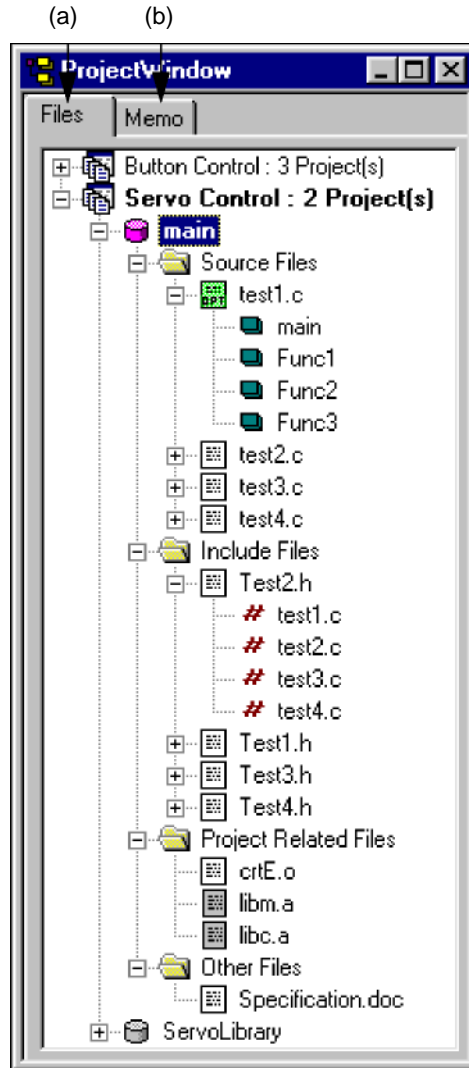 (a) (b)
ProjectWindow
Files Memo
Button Control : 3 Project(s)
Servo Control : 2 Project(s)
main
Source Files
test1.c
main
Func1
Func2
Func3
test2.c
test3.c
test4.c
Include Files
Test2.h
test1.c
test2.c
test3.c
test4.c
Test1.h
Test3.h
Test4.h
Project Related Files
crtE.o
libm.a
libc.a
Other Files
Specification.doc
ServoLibrary